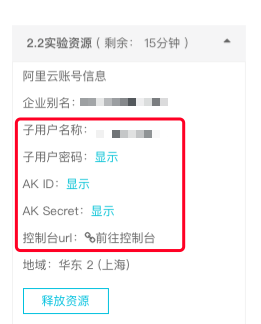 2.2实验资源（剩余： 15分钟）
阿里云账号信息
企业别名：
子用户名称：
子用户密码：显示
AK ID：显示
AK Secret：显示
控制台url：前往控制台
地域：华东 2 (上海)
释放资源